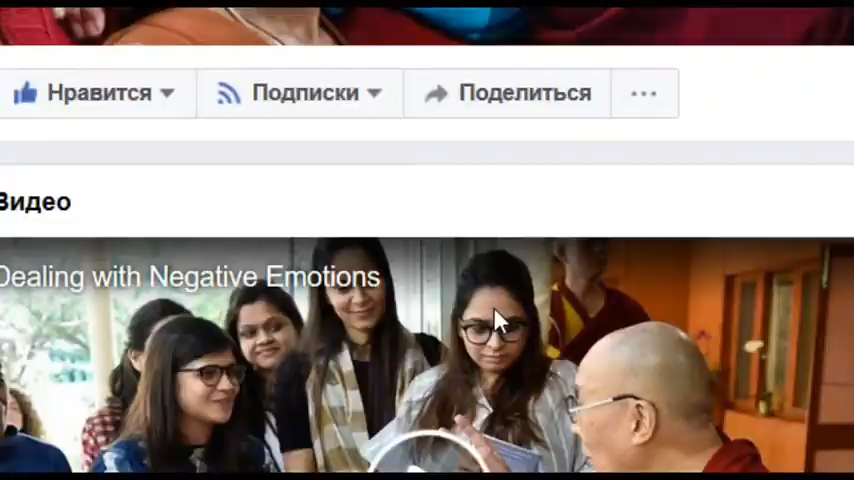 Нравится
Подписки
Поделиться
Видео
Dealing with Negative Emotions